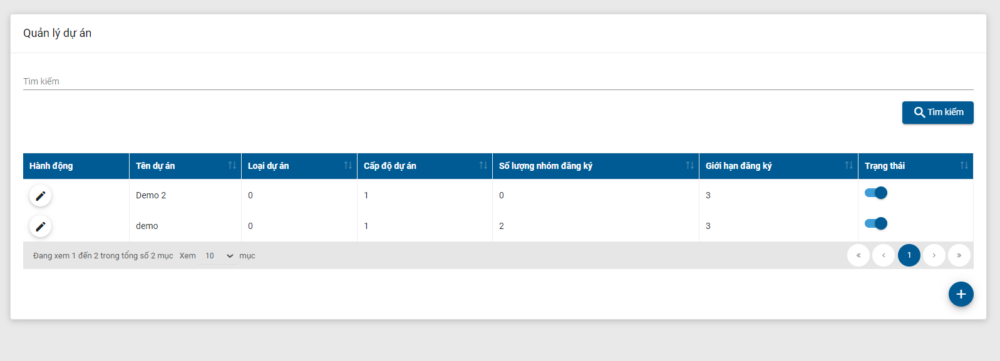 Quản lý dự án
Tìm kiếm
Tìm kiếm
Hành động Tên dự án Loại dự án Cấp độ dự án Số lượng nhóm đăng ký Giới hạn đăng ký Trạng thái
Demo 2 0 1 0 3
demo 0 1 2 3
Đang xem 1 đến 2 trong tổng số 2 mục Xem 10 mục « ‹ 1 › »